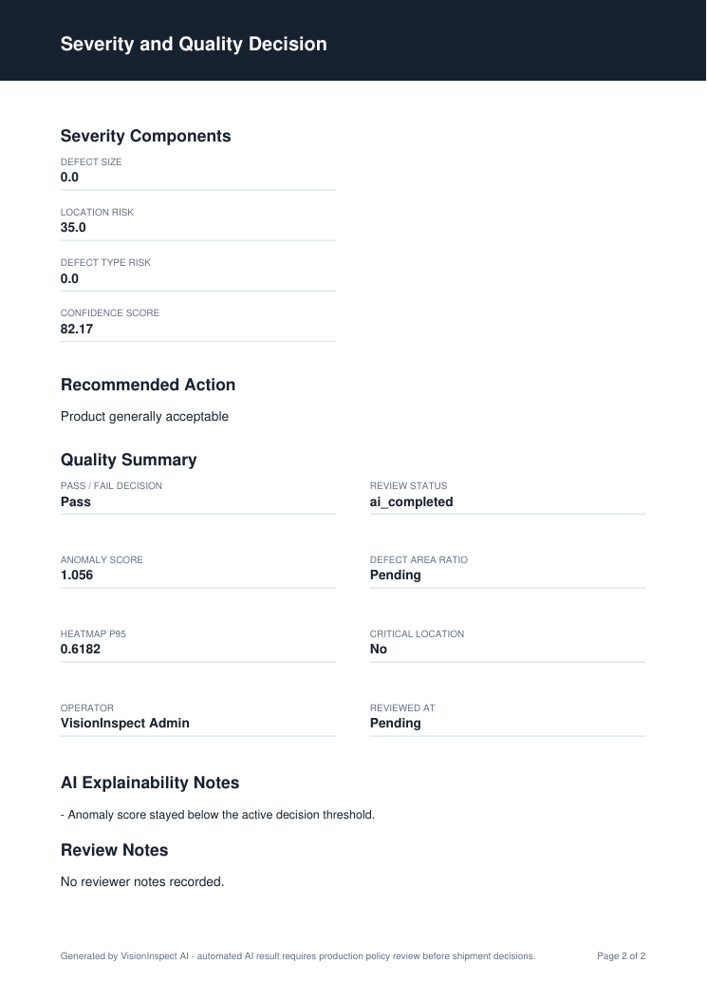 Severity and Quality Decision
Severity Components
DEFECT SIZE
0.0
LOCATION RISK
35.0
DEFECT TYPE RISK
0.0
CONFIDENCE SCORE
82.17
Recommended Action
Product generally acceptable
Quality Summary
PASS / FAIL DECISION
Pass
REVIEW STATUS
ai_completed
ANOMALY SCORE
1.056
DEFECT AREA RATIO
Pending
HEATMAP P95
0.6182
CRITICAL LOCATION
No
OPERATOR
VisionInspect Admin
REVIEWED AT
Pending
AI Explainability Notes
- Anomaly score stayed below the active decision threshold.
Review Notes
No reviewer notes recorded.
Generated by VisionInspect AI - automated AI result requires production policy review before shipment decisions.
Page 2 of 2